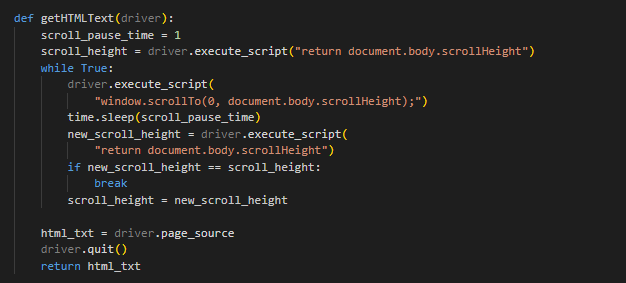 def getHTMLText(driver):
    scroll_pause_time = 1
    scroll_height = driver.execute_script("return document.body.scrollHeight")
    while True:
        driver.execute_script(
            "window.scrollTo(0, document.body.scrollHeight);")
        time.sleep(scroll_pause_time)
        new_scroll_height = driver.execute_script(
            "return document.body.scrollHeight")
        if new_scroll_height == scroll_height:
            break
        scroll_height = new_scroll_height

    html_txt = driver.page_source
    driver.quit()
    return html_txt